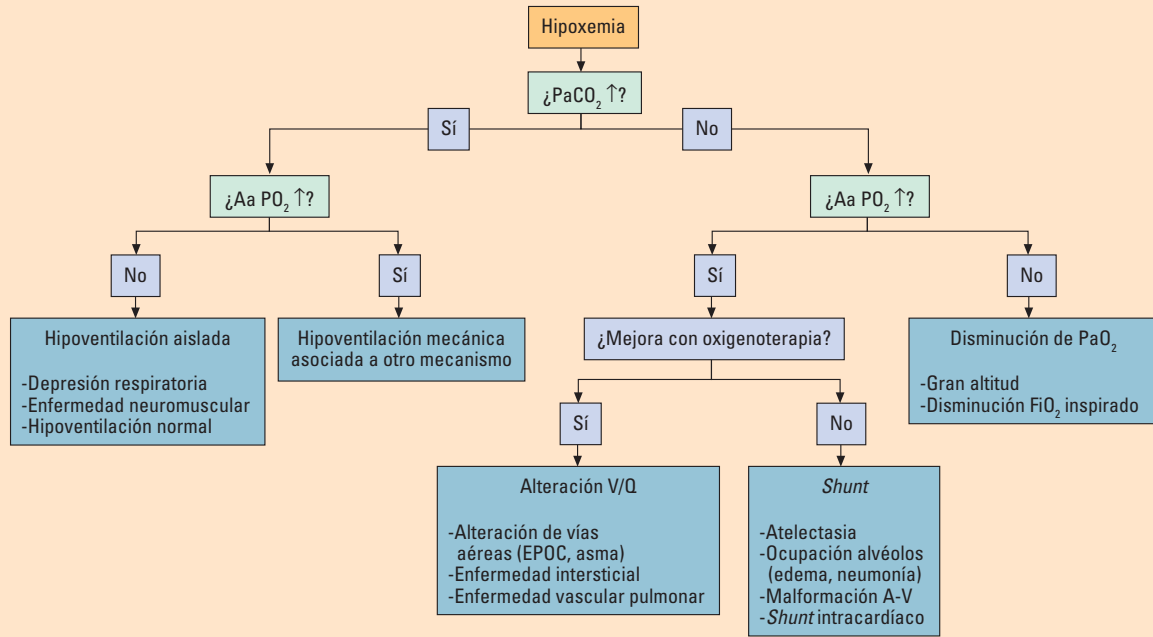 Hipoxemia
¿PaCO₂ ↑?
Sí
No
¿Aa PO₂ ↑?
¿Aa PO₂ ↑?
No
Sí
Sí
No
Hipoventilación aislada
-Depresión respiratoria
-Enfermedad neuromuscular
-Hipoventilación normal
Hipoventilación mecánica
asociada a otro mecanismo
¿Mejora con oxigenoterapia?
Disminución de PaO₂
-Gran altitud
-Disminución FiO₂ inspirado
Sí
No
Alteración V/Q
-Alteración de vías
aéreas (EPOC, asma)
-Enfermedad intersticial
-Enfermedad vascular pulmonar
Shunt
-Atelectasia
-Ocupación alvéolos
(edema, neumonía)
-Malformación A-V
-Shunt intracardíaco